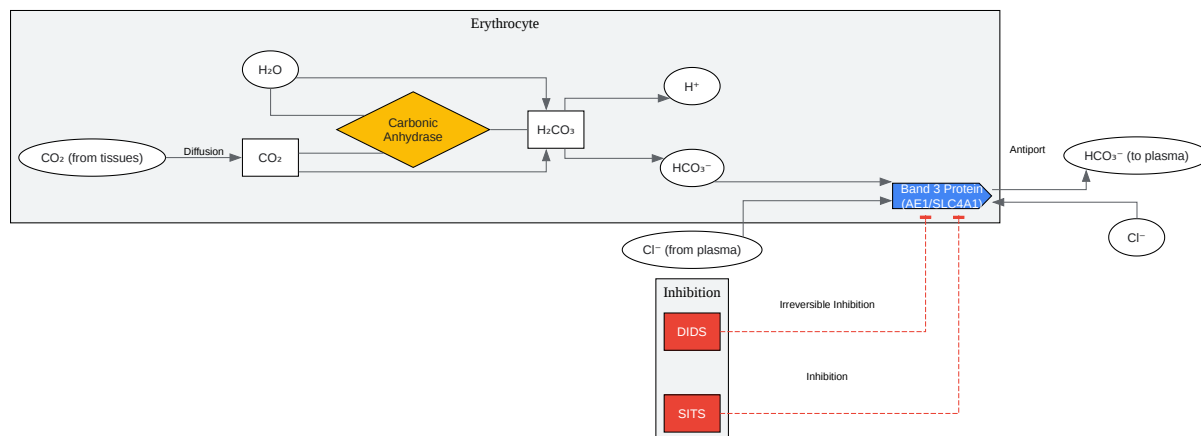 Erythrocyte
H₂O
H⁺
Carbonic
Anhydrase
H₂CO₃
CO₂ (from tissues)
Diffusion
CO₂
HCO₃⁻
Antiport
HCO₃⁻ (to plasma)
Band 3 Protein
(AE1/SLC4A1)
Cl⁻ (from plasma)
Cl⁻
Inhibition
Irreversible Inhibition
DIDS
Inhibition
SITS